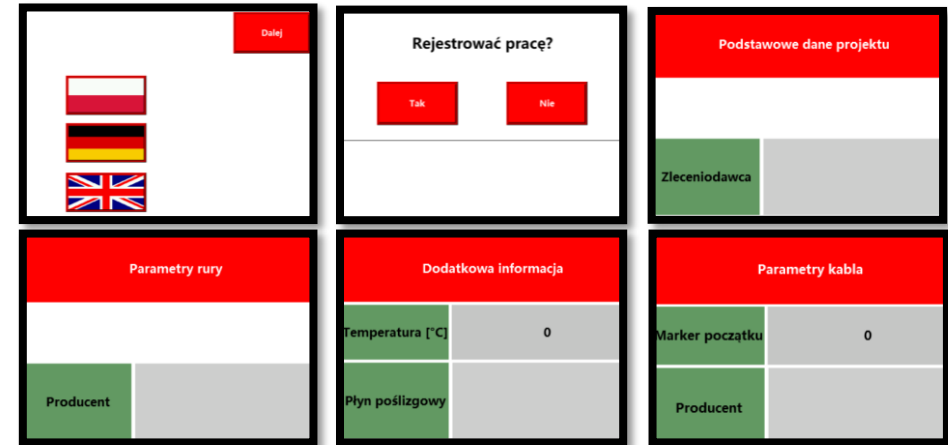 Dalej
Rejestrować pracę?
Tak
Nie
Podstawowe dane projektu
Zleceniodawca
Parametry rury
Producent
Dodatkowa informacja
Temperatura [°C] 0
Płyn poślizgowy
Parametry kabla
Marker początku 0
Producent